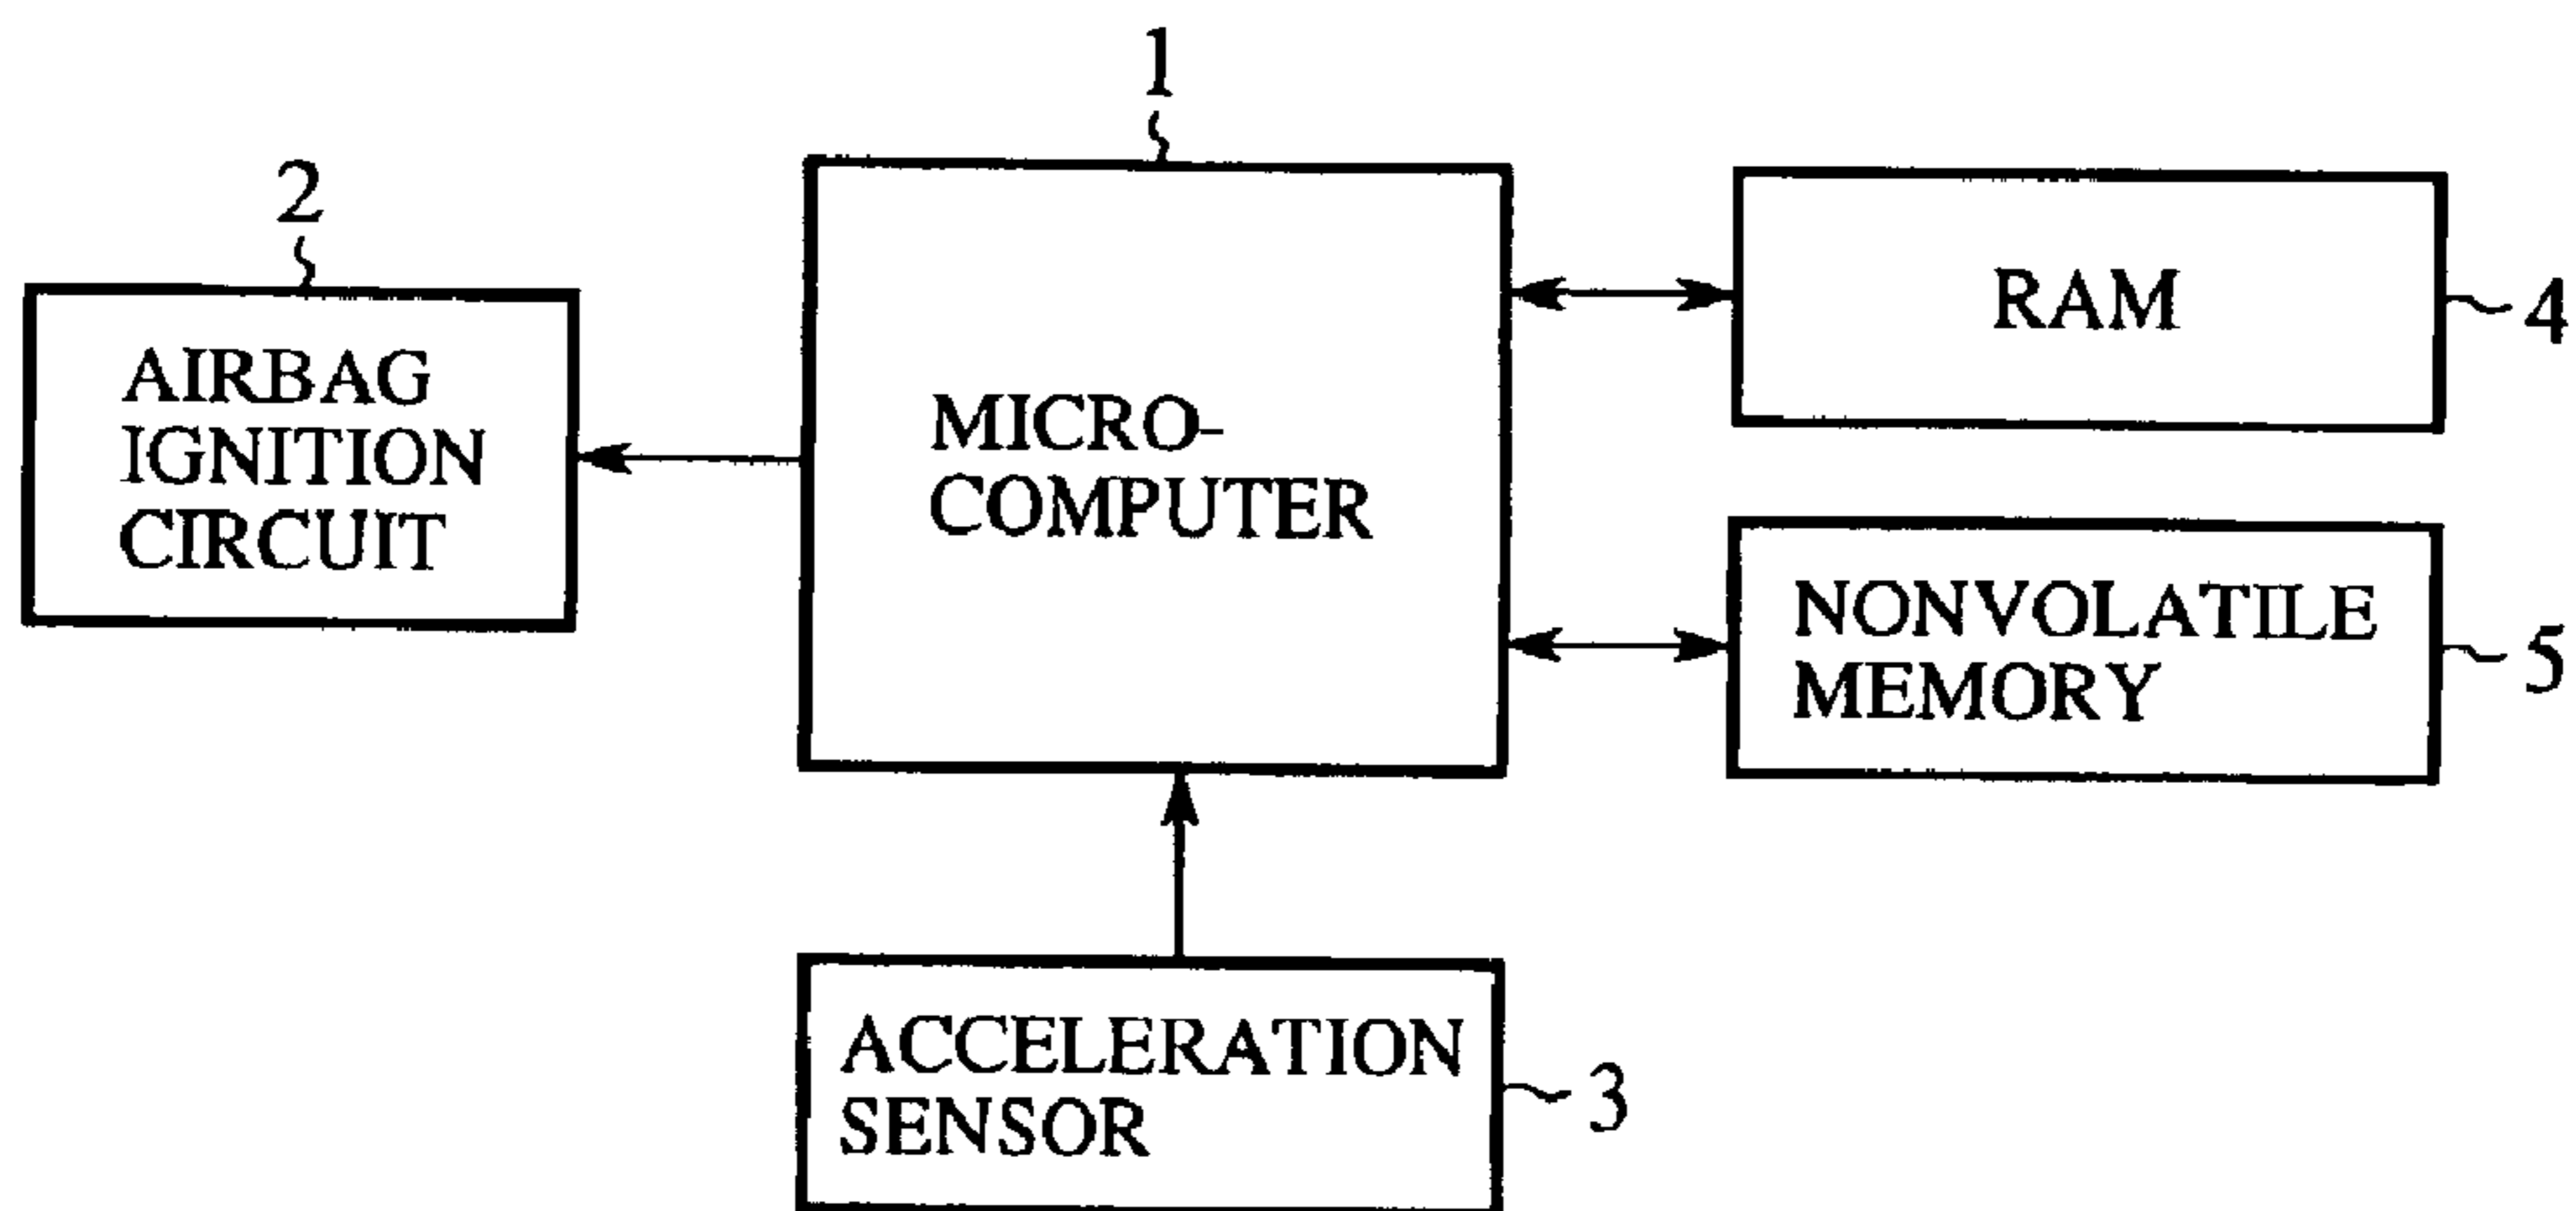 1
2
AIRBAG
IGNITION
CIRCUIT
MICRO-
COMPUTER
RAM
4
NONVOLATILE
MEMORY
5
ACCELERATION
SENSOR
3